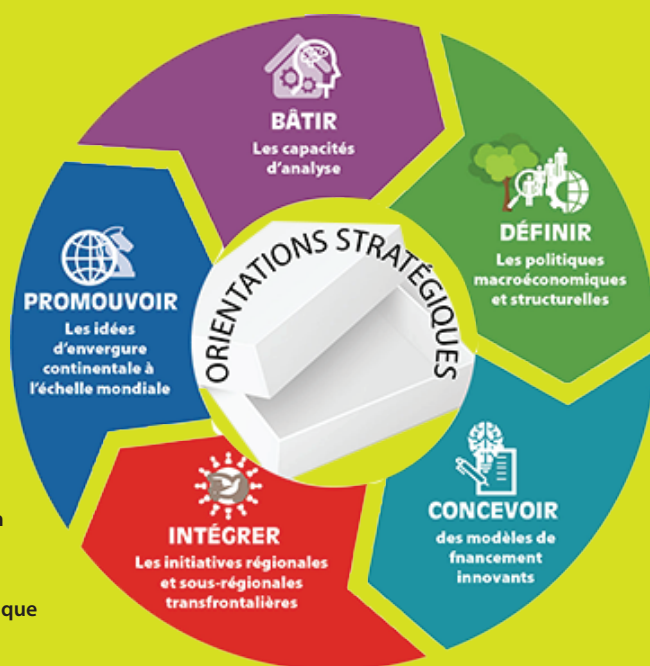 BÂTIR
Les capacités
d'analyse
DÉFINIR
Les politiques
macroéconomiques
et structurelles
CONCEVOIR
des modèles de
fnancement
innovants
INTÉGRER
Les initiatives régionales
et sous-régionales
transfrontalières
PROMOUVOIR
Les idées
d'envergure
continentale à
l'échelle mondiale
ORIENTATIONS STRATÉGIQUES
que